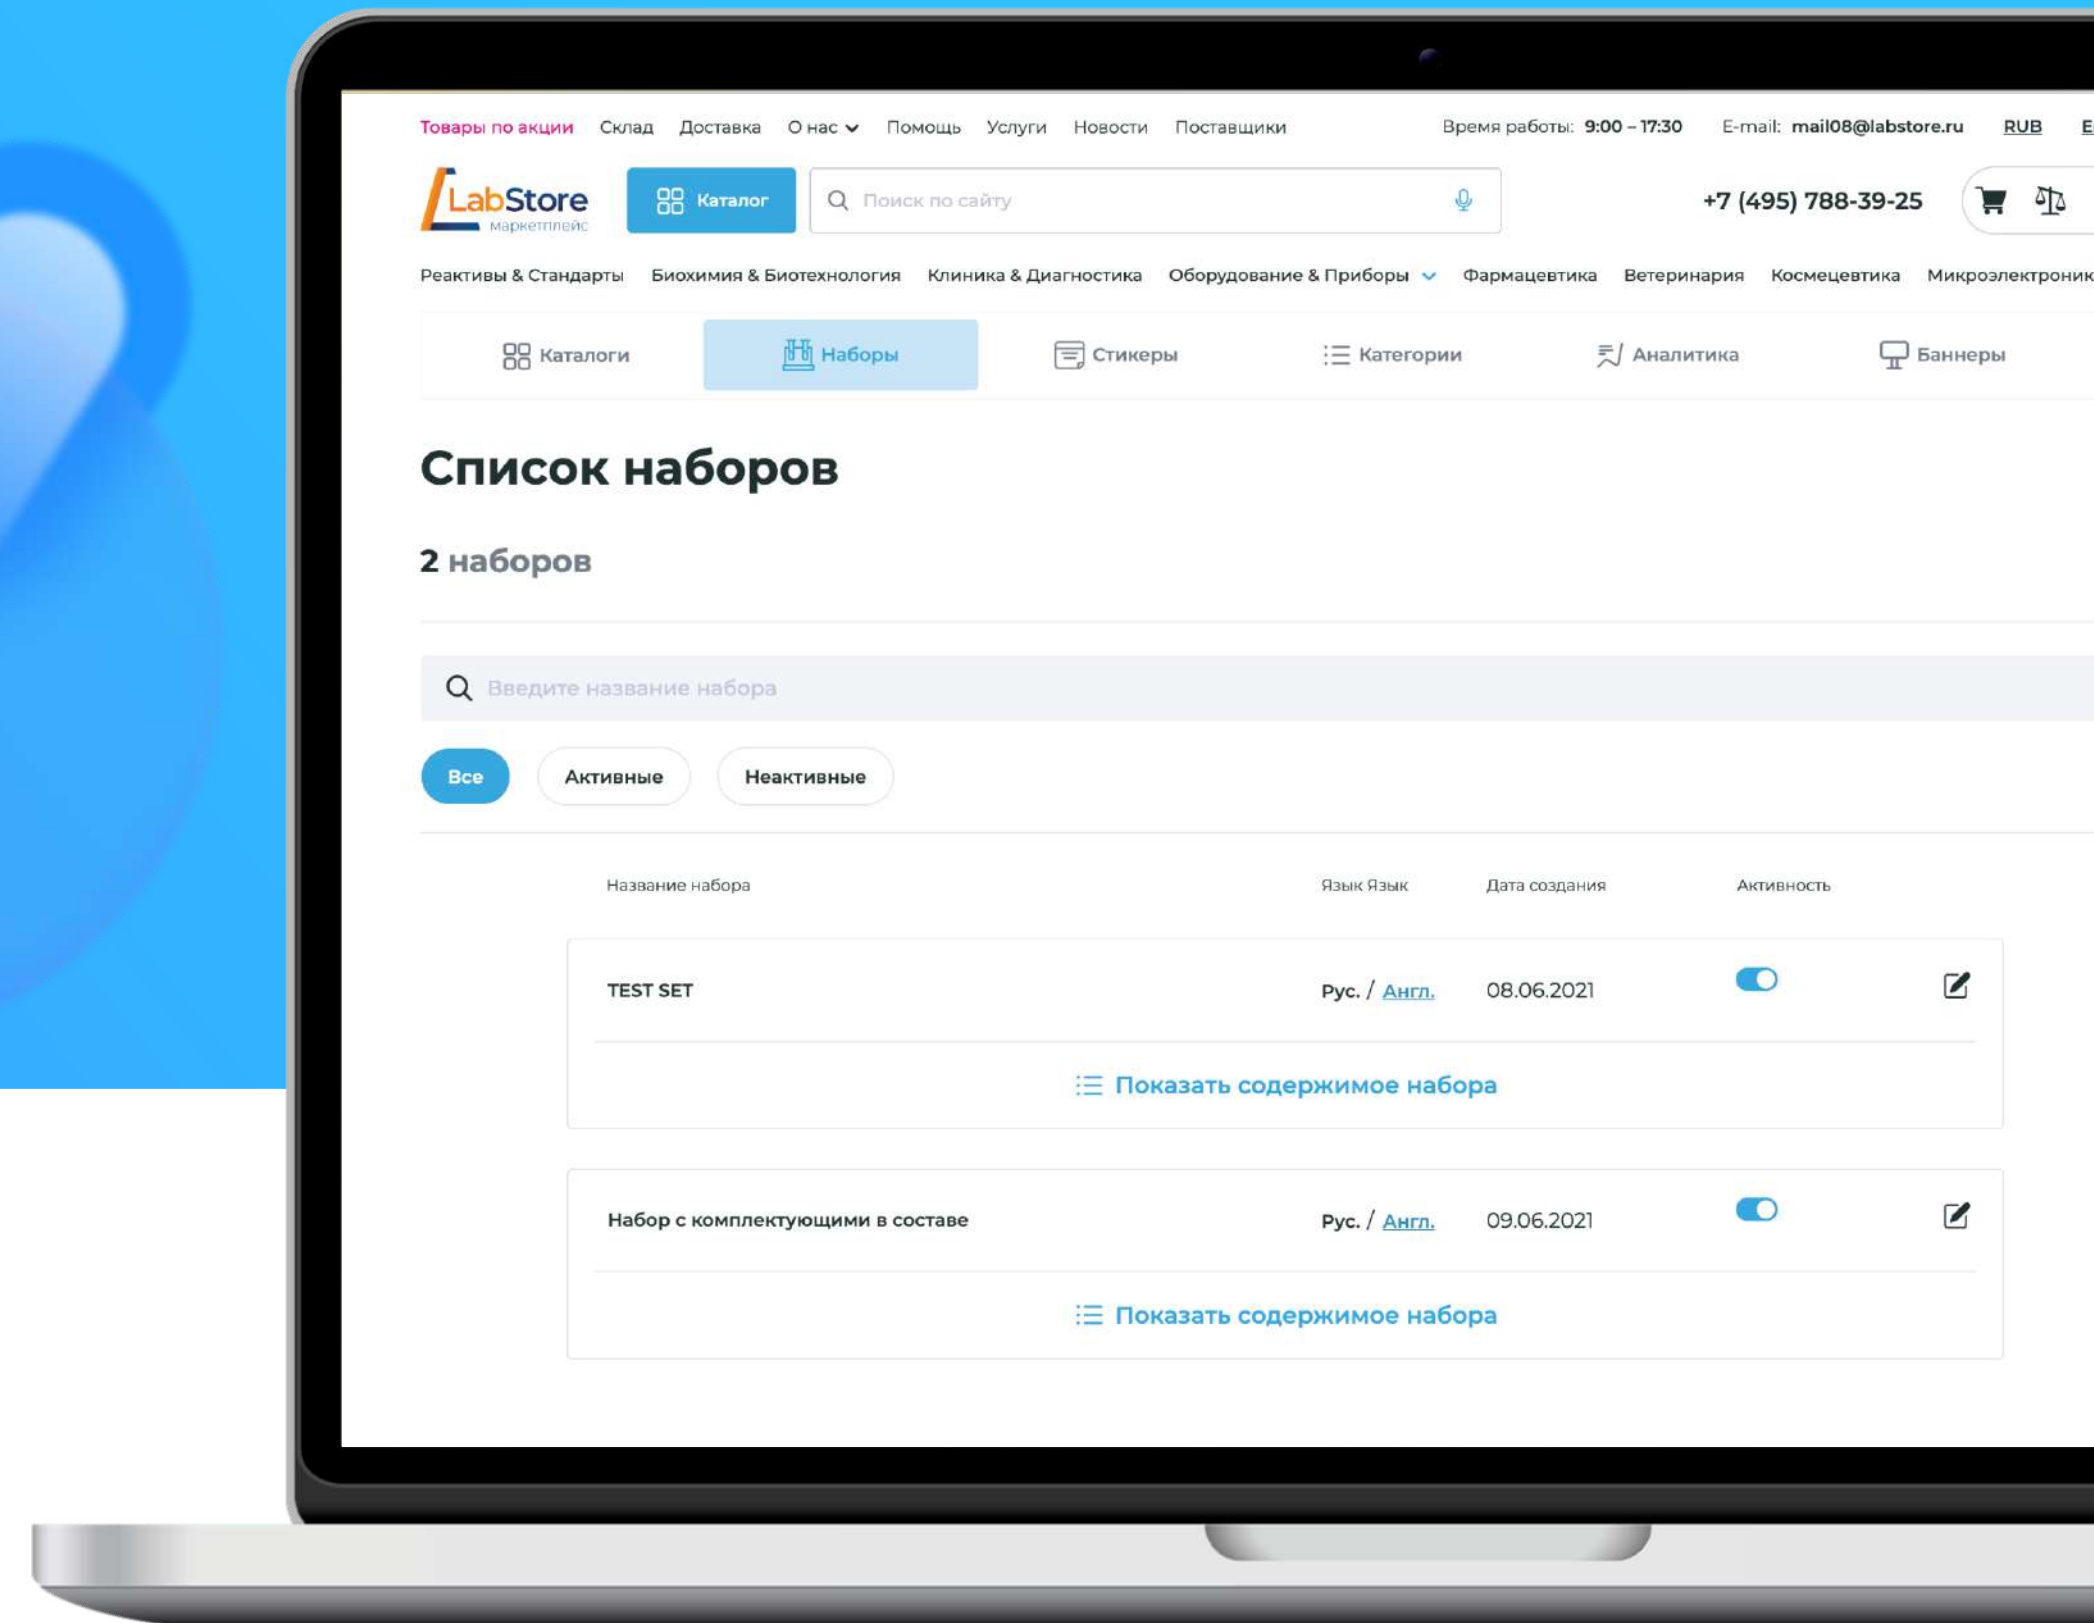 Товары по акции Склад Доставка О нас Помощь Услуги Новости Поставщики Время работы: 9:00 – 17:30 E-mail: mail08@labstore.ru RUB
LabStore
маркетплейс
Каталог
Поиск по сайту
+7 (495) 788-39-25
Реактивы & Стандарты Биохимия & Биотехнология Клиника & Диагностика Оборудование & Приборы Фармацевтика Ветеринария Космецевтика Микроэлектроник
Каталоги Наборы Стикеры Категории Аналитика Баннеры
Список наборов
2 наборов
Введите название набора
Все Активные Неактивные
Название набора Язык Язык Дата создания Активность
TEST SET Рус. / Англ. 08.06.2021
Показать содержимое набора
Набор с комплектующими в составе Рус. / Англ. 09.06.2021
Показать содержимое набора